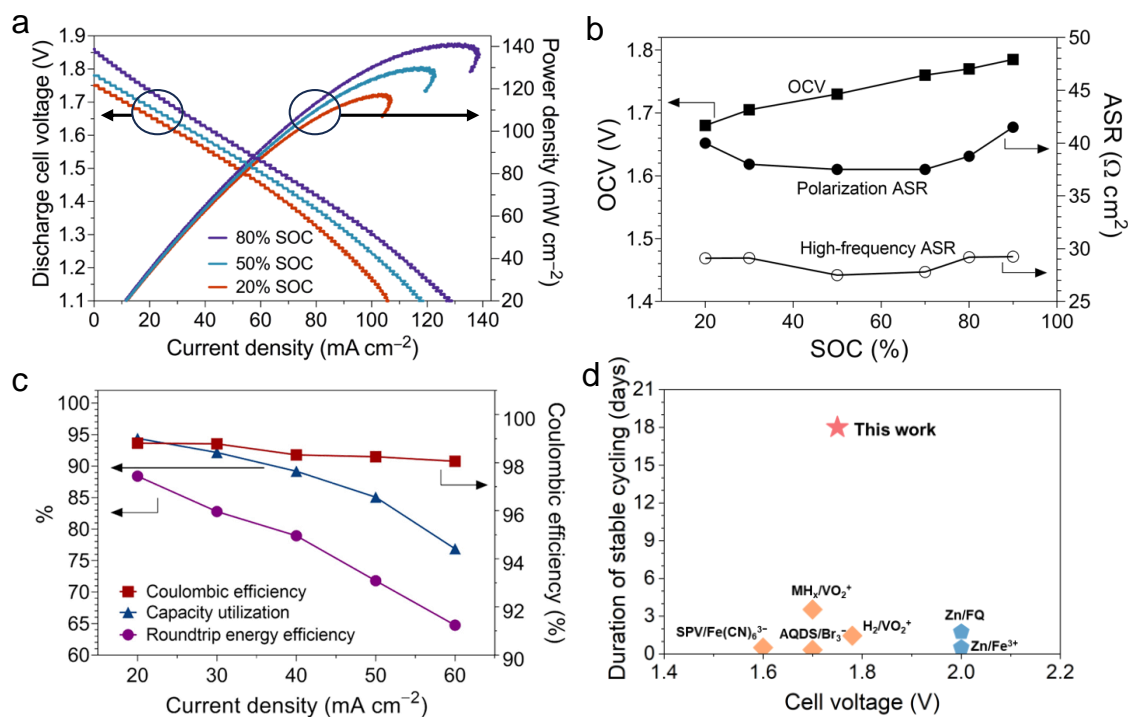 a
Discharge cell voltage (V)
1.9
1.8
1.7
1.6
1.5
1.4
1.3
1.2
1.1
80% SOC
50% SOC
20% SOC
0
20
40
60
80
100
120
140
Current density (mA cm⁻²)
140
120
100
80
60
40
20
Power density (mW cm⁻²)
b
OCV (V)
1.8
1.7
1.6
1.5
1.4
OCV
Polarization ASR
High-frequency ASR
20
40
60
80
100
SOC (%)
50
45
40
35
30
25
ASR (Ω cm²)
c
%
100
95
90
85
80
75
70
65
60
Coulombic efficiency
Capacity utilization
Roundtrip energy efficiency
20
30
40
50
60
Current density (mA cm⁻²)
100
98
96
94
92
90
Coulombic efficiency (%)
d
Duration of stable cycling (days)
21
18
15
12
9
6
3
0
This work
MHₓ/VO₂⁺
SPV/Fe(CN)₆³⁻
AQDS/Br₃⁻
H₂/VO₂⁺
Zn/FQ
Zn/Fe³⁺
1.4
1.6
1.8
2.0
2.2
Cell voltage (V)